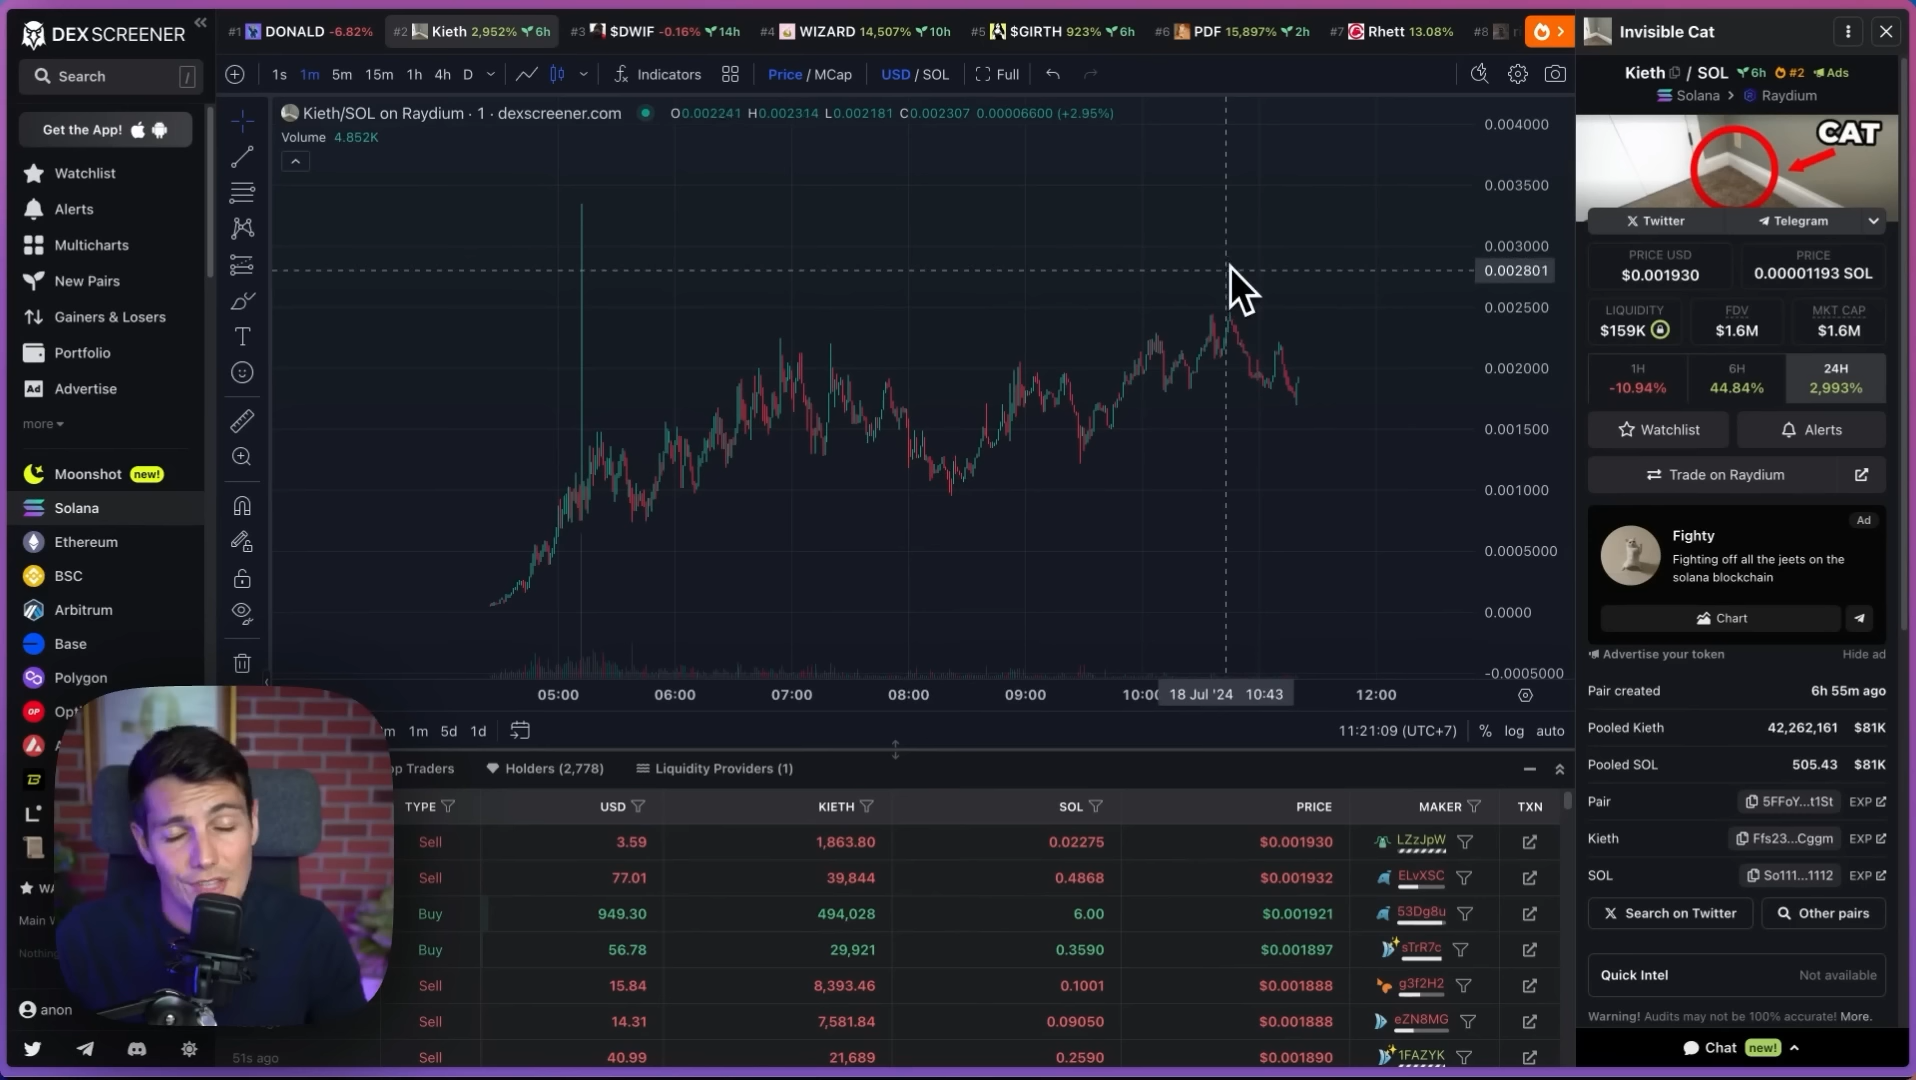 DEX SCREENER
Search /
Get the App!
Watchlist
Alerts
Multicharts
New Pairs
Gainers & Losers
Portfolio
Ad Advertise
more
Moonshot new!
Solana
Ethereum
BSC
Arbitrum
Base
Polygon
OP
Main
anon
#1 DONALD -6.82% #2 Kieth 2,952% 6h #3 $DWIF -0.16% 14h #4 WIZARD 14,507% 10h #5 $GIRTH 923% 6h #6 PDF 15,897% 2h #7 Rhett 13.08% #8
1s 1m 5m 15m 1h 4h D Indicators Price / MCap USD / SOL Full
Kieth/SOL on Raydium · 1 · dexscreener.com O0.002241 H0.002314 L0.002181 C0.002307 0.00006600 (+2.95%)
Volume 4.852K
0.004000
0.003500
0.003000
0.002801
0.002500
0.002000
0.001500
0.001000
0.0005000
0.0000
-0.0005000
05:00 06:00 07:00 08:00 09:00 18 Jul '24 10:43 12:00
1m 5d 1d 11:21:09 (UTC+7) % log auto
Traders Holders (2,778) Liquidity Providers (1)
TYPE USD KIETH SOL PRICE MAKER TXN
Sell 3.59 1,863.80 0.02275 $0.001930 LZzJpW
Sell 77.01 39,844 0.4868 $0.001932 ELvXSC
Buy 949.30 494,028 6.00 $0.001921 53Dg8u
Buy 56.78 29,921 0.3590 $0.001897 sTrR7c
Sell 15.84 8,393.46 0.1001 $0.001888 g3f2H2
Sell 14.31 7,581.84 0.09050 $0.001888 eZN8MG
51s ago Sell 40.99 21,689 0.2590 $0.001890 1FAZYK
Invisible Cat
Kieth / SOL 6h #2 Ads
Solana > Raydium
CAT
Twitter Telegram
PRICE USD PRICE
$0.001930 0.00001193 SOL
LIQUIDITY FDV MKT CAP
$159K $1.6M $1.6M
1H 6H 24H
-10.94% 44.84% 2,993%
Watchlist Alerts
Trade on Raydium
Ad
Fighty
Fighting off all the jeets on the
solana blockchain
Chart
Advertise your token Hide ad
Pair created 6h 55m ago
Pooled Kieth 42,262,161 $81K
Pooled SOL 505.43 $81K
Pair 5FFoY...t1St EXP
Kieth Ffs23...Cggm EXP
SOL So111...1112 EXP
Search on Twitter Other pairs
Quick Intel Not available
Warning! Audits may not be 100% accurate! More.
Chat new!